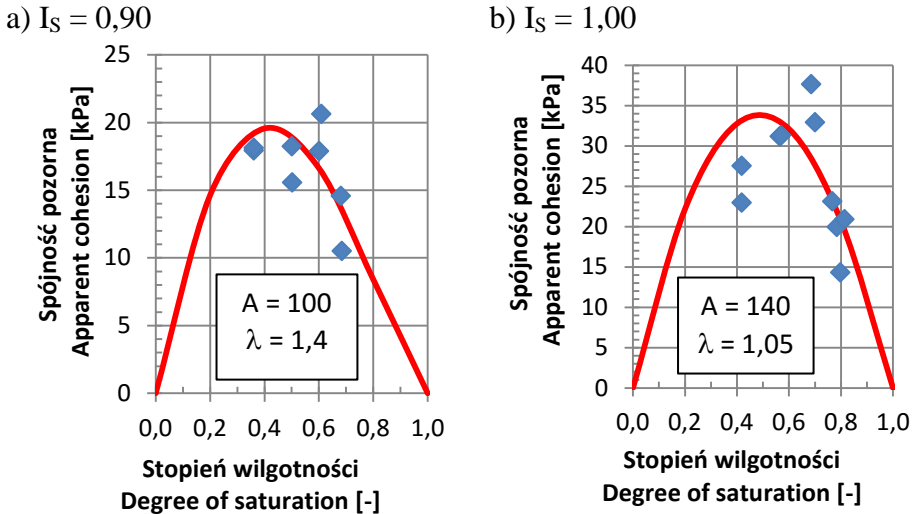 a) I_S = 0,90
Spójność pozorna
Apparent cohesion [kPa]
25
20
15
10
5
0
A = 100
λ = 1,4
0,0 0,2 0,4 0,6 0,8 1,0
Stopień wilgotności
Degree of saturation [-]
b) I_S = 1,00
Spójność pozorna
Apparent cohesion [kPa]
40
35
30
25
20
15
10
5
0
A = 140
λ = 1,05
0,0 0,2 0,4 0,6 0,8 1,0
Stopień wilgotności
Degree of saturation [-]